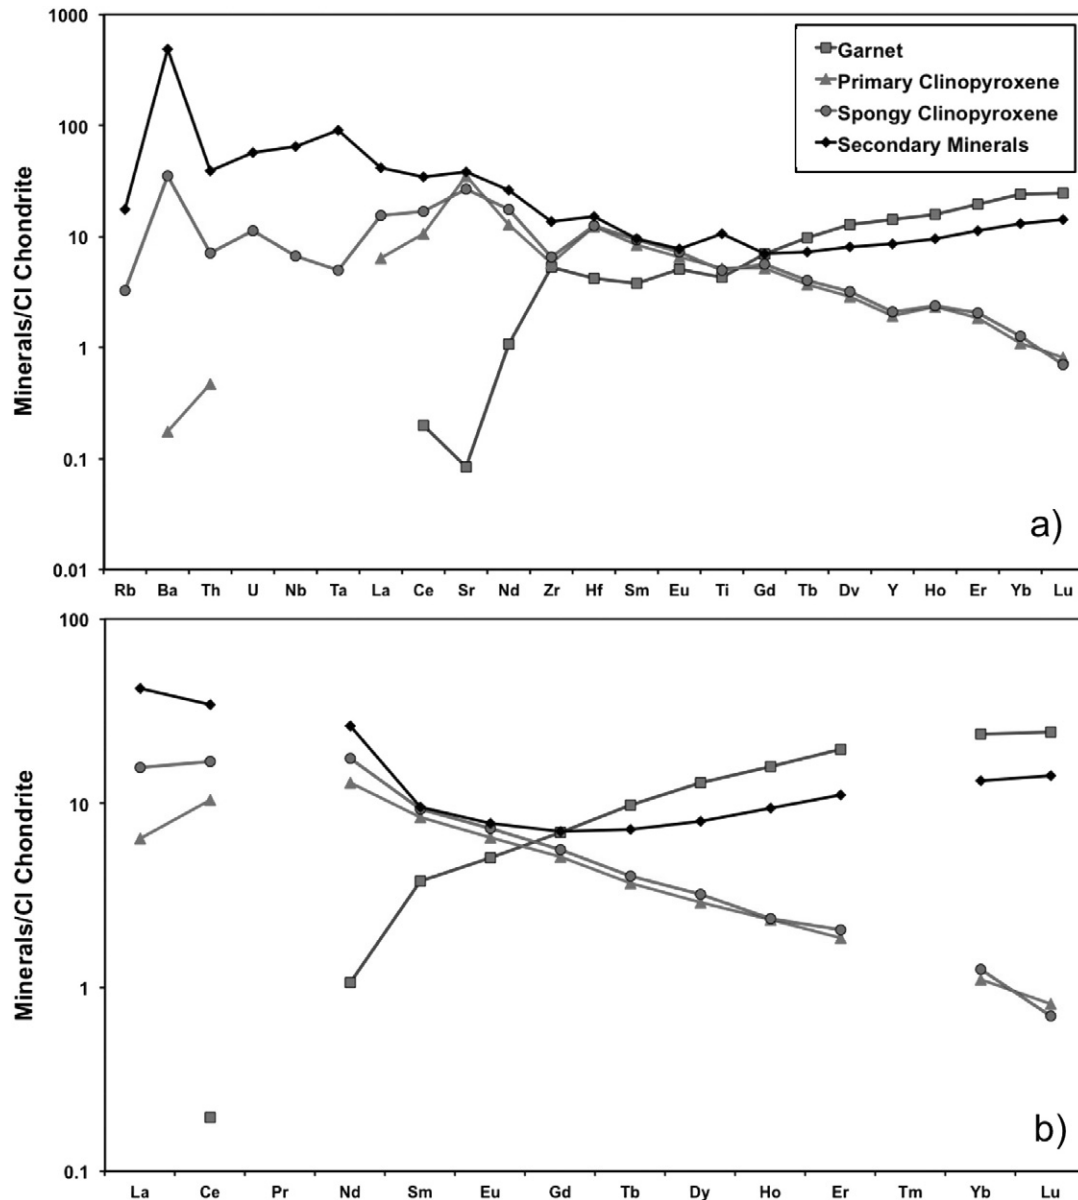 1000
100
10
1
0.1
0.01
Minerals/CI Chondrite
Garnet
Primary Clinopyroxene
Spongy Clinopyroxene
Secondary Minerals
a)
Rb Ba Th U Nb Ta La Ce Sr Nd Zr Hf Sm Eu Ti Gd Tb Dv Y Ho Er Yb Lu
100
10
1
0.1
Minerals/CI Chondrite
b)
La Ce Pr Nd Sm Eu Gd Tb Dy Ho Er Tm Yb Lu